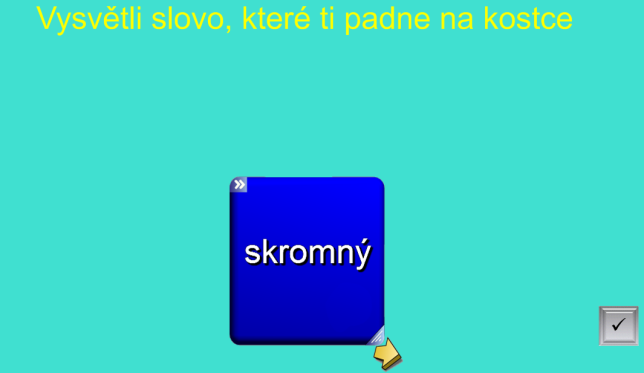 Vysvětli slovo, které ti padne na kostce
skromný